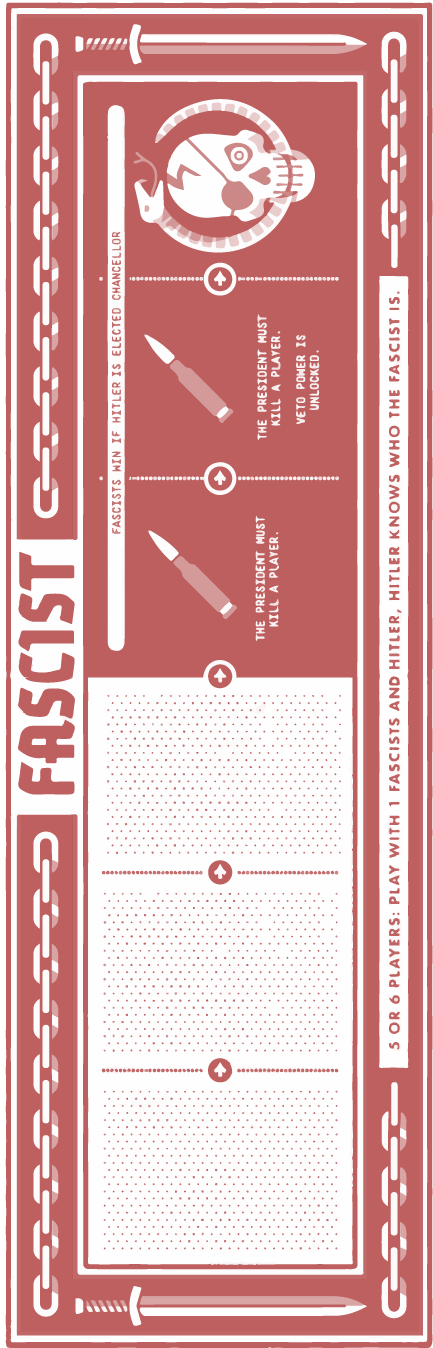 FASCIST
FASCISTS WIN IF HITLER IS ELECTED CHANCELLOR
THE PRESIDENT MUST
KILL A PLAYER.
THE PRESIDENT MUST
KILL A PLAYER.
VETO POWER IS
UNLOCKED.
5 OR 6 PLAYERS: PLAY WITH 1 FASCISTS AND HITLER, HITLER KNOWS WHO THE FASCIST IS.